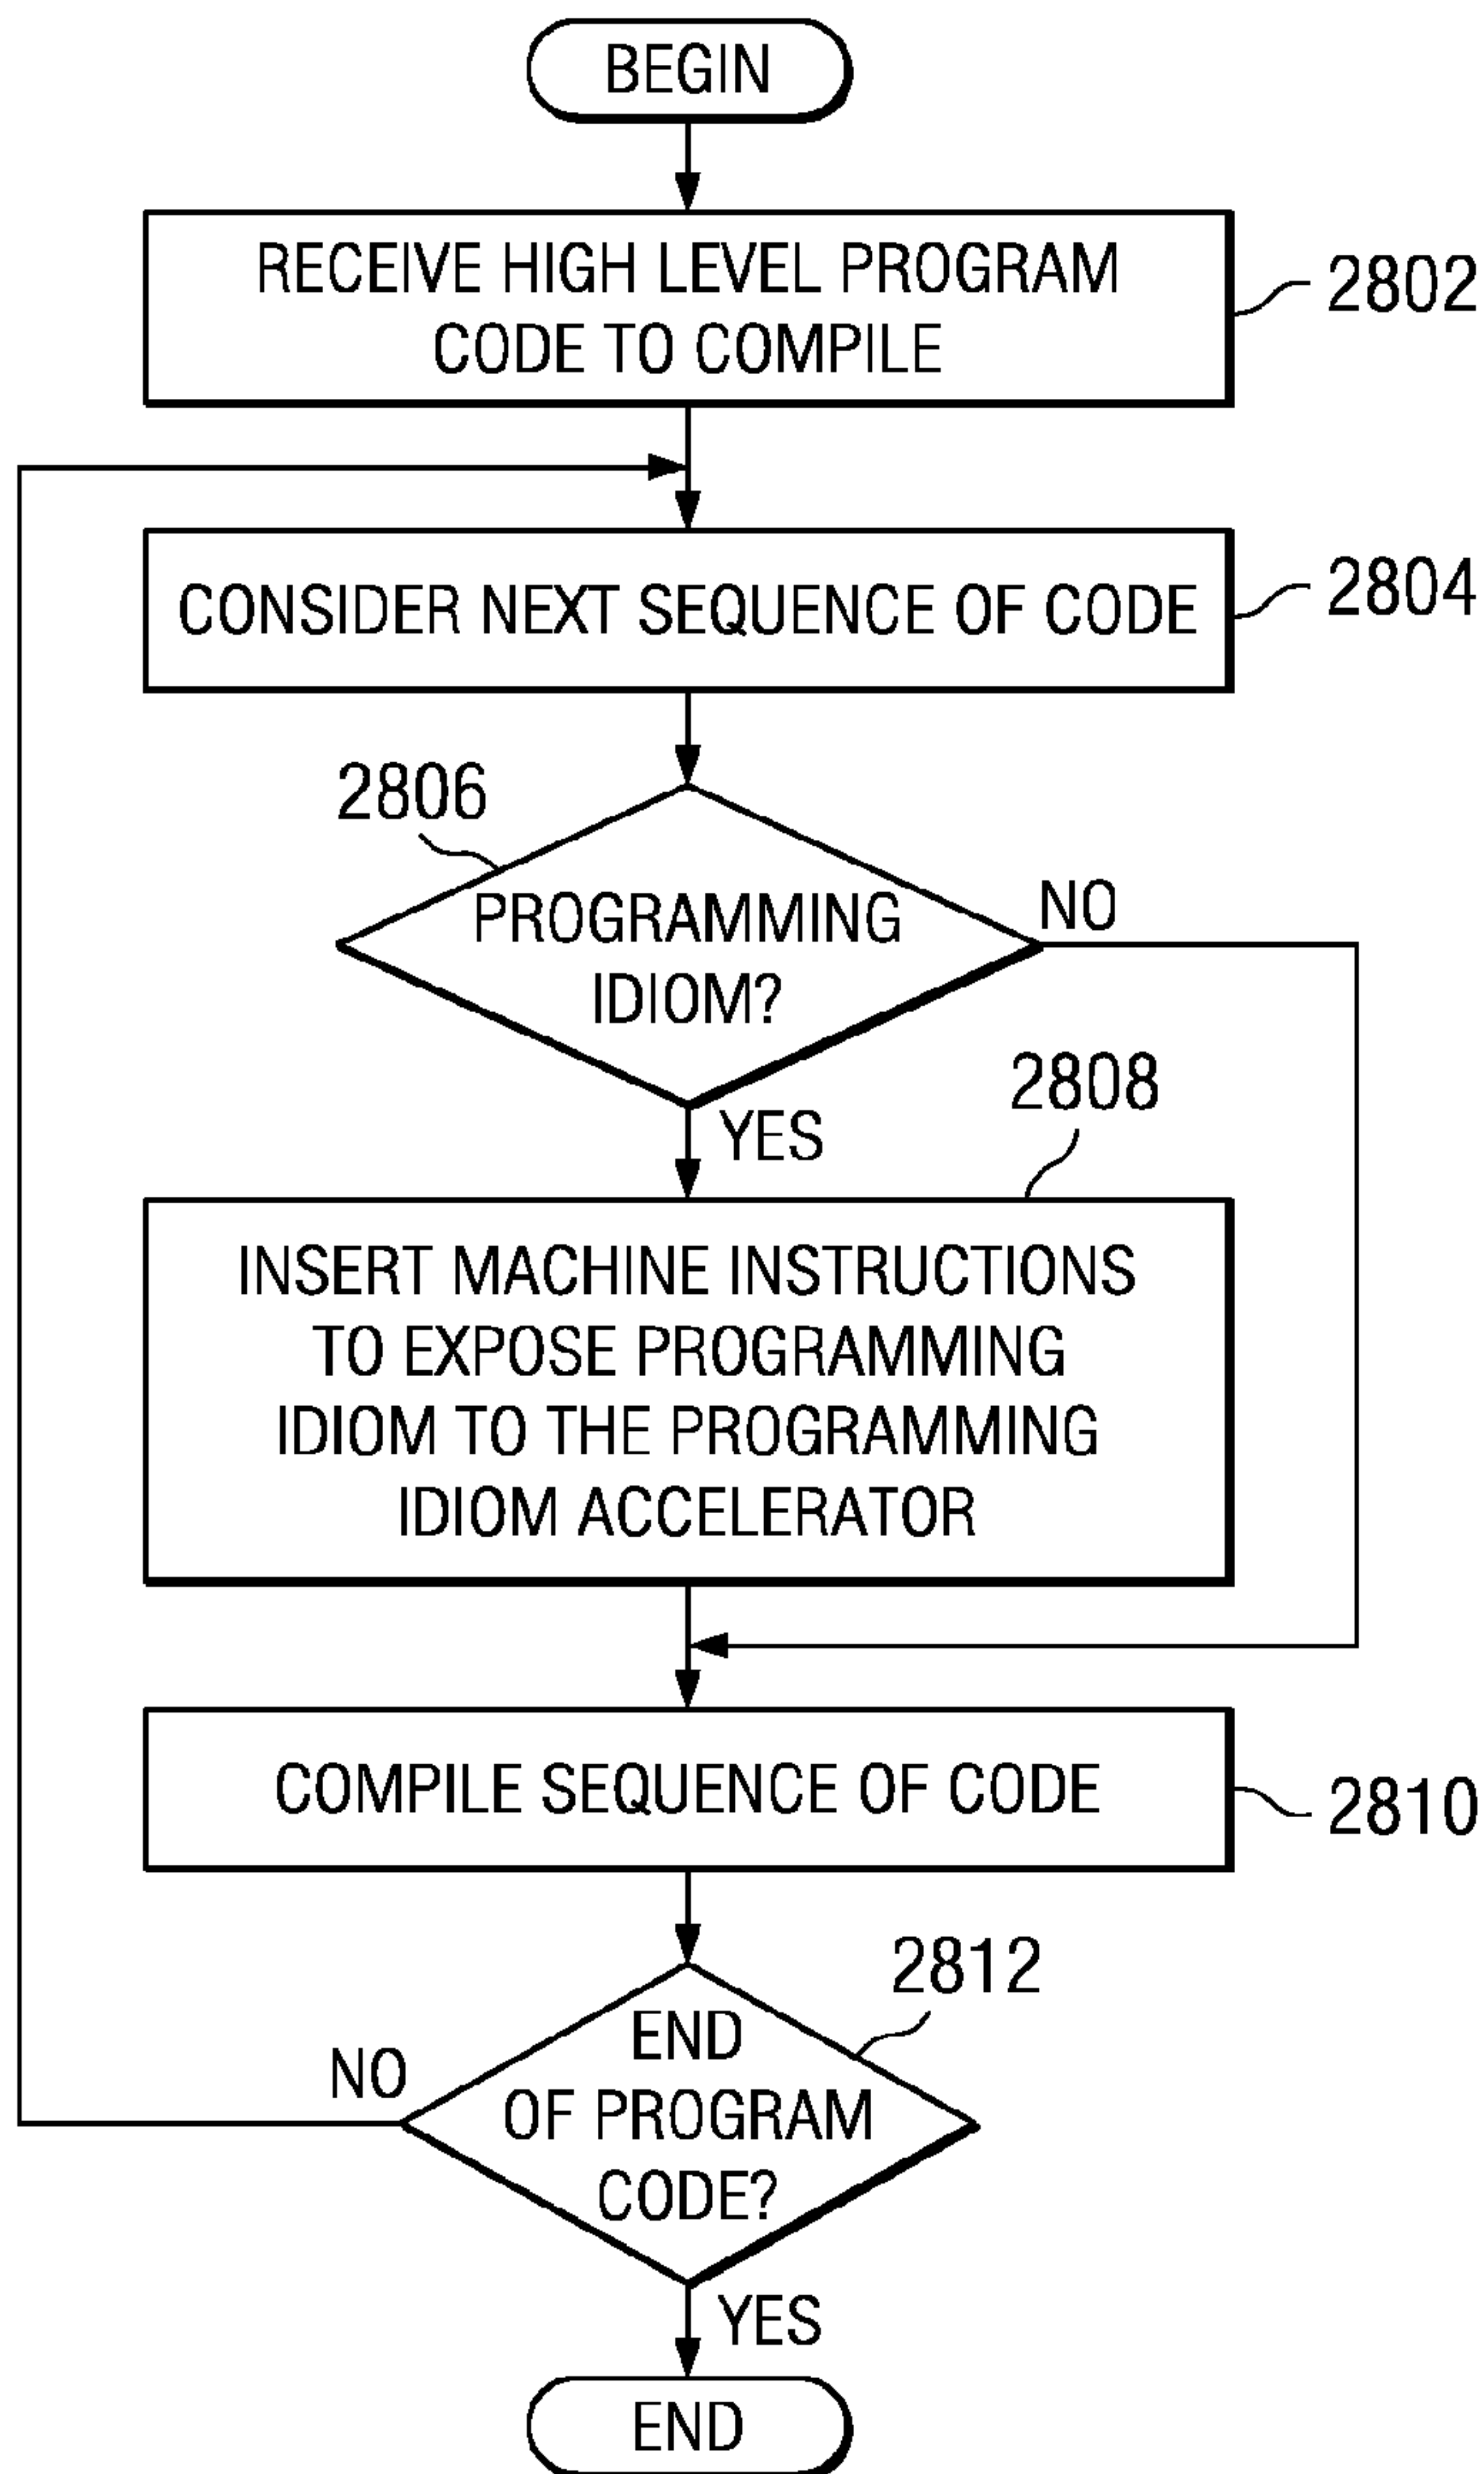 BEGIN
RECEIVE HIGH LEVEL PROGRAM
CODE TO COMPILE
2802
CONSIDER NEXT SEQUENCE OF CODE
2804
2806
PROGRAMMING
IDIOM?
NO
YES
2808
INSERT MACHINE INSTRUCTIONS
TO EXPOSE PROGRAMMING
IDIOM TO THE PROGRAMMING
IDIOM ACCELERATOR
COMPILE SEQUENCE OF CODE
2810
2812
END
OF PROGRAM
CODE?
NO
YES
END